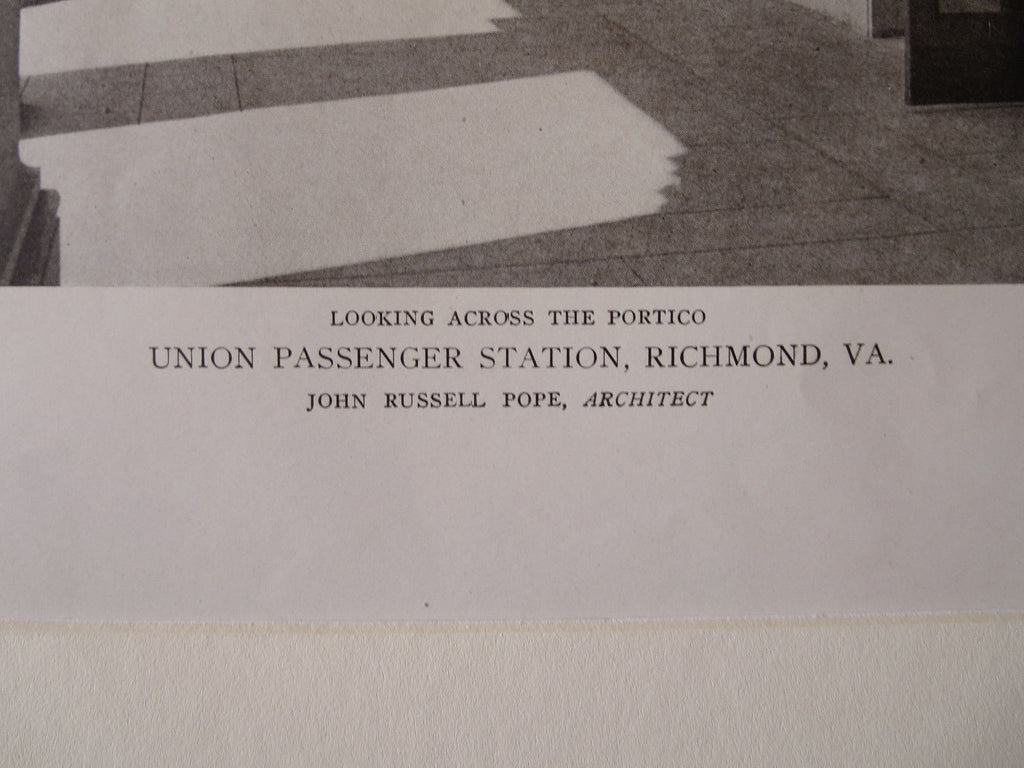 LOOKING ACROSS THE PORTICO
UNION PASSENGER STATION, RICHMOND, VA.
JOHN RUSSELL POPE, ARCHITECT